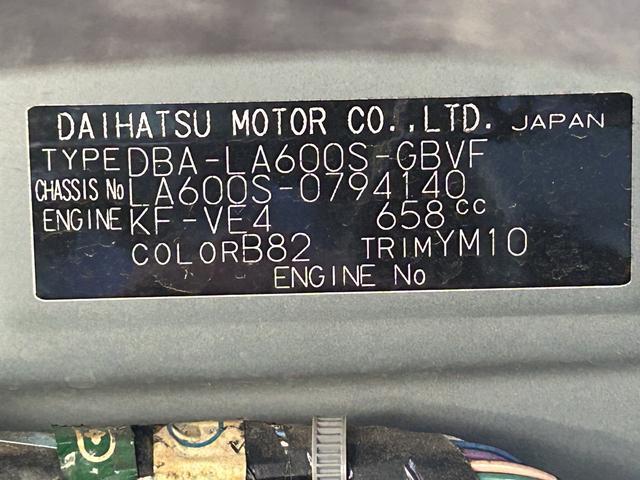 DAIHATSU MOTOR CO.,LTD. JAPAN
TYPE DBA-LA600S-GBVF
CHASSIS No LA600S-0794140
ENGINE KF-VE4 658cc
COLOR B82 TRIM YM10
ENGINE No